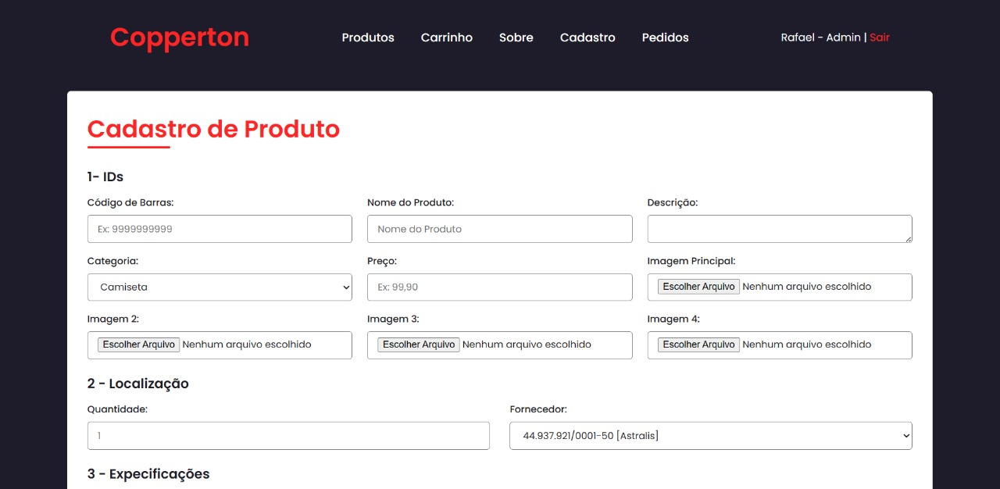 Copperton
Produtos Carrinho Sobre Cadastro Pedidos
Rafael - Admin | Sair
Cadastro de Produto
1- IDs
Código de Barras: Nome do Produto: Descrição:
Ex: 9999999999 Nome do Produto
Categoria: Preço: Imagem Principal:
Camiseta Ex: 99,90 Escolher Arquivo Nenhum arquivo escolhido
Imagem 2: Imagem 3: Imagem 4:
Escolher Arquivo Nenhum arquivo escolhido Escolher Arquivo Nenhum arquivo escolhido Escolher Arquivo Nenhum arquivo escolhido
2 - Localização
Quantidade: Fornecedor:
1 44.937.921/0001-50 [Astralis]
3 - Expecificações